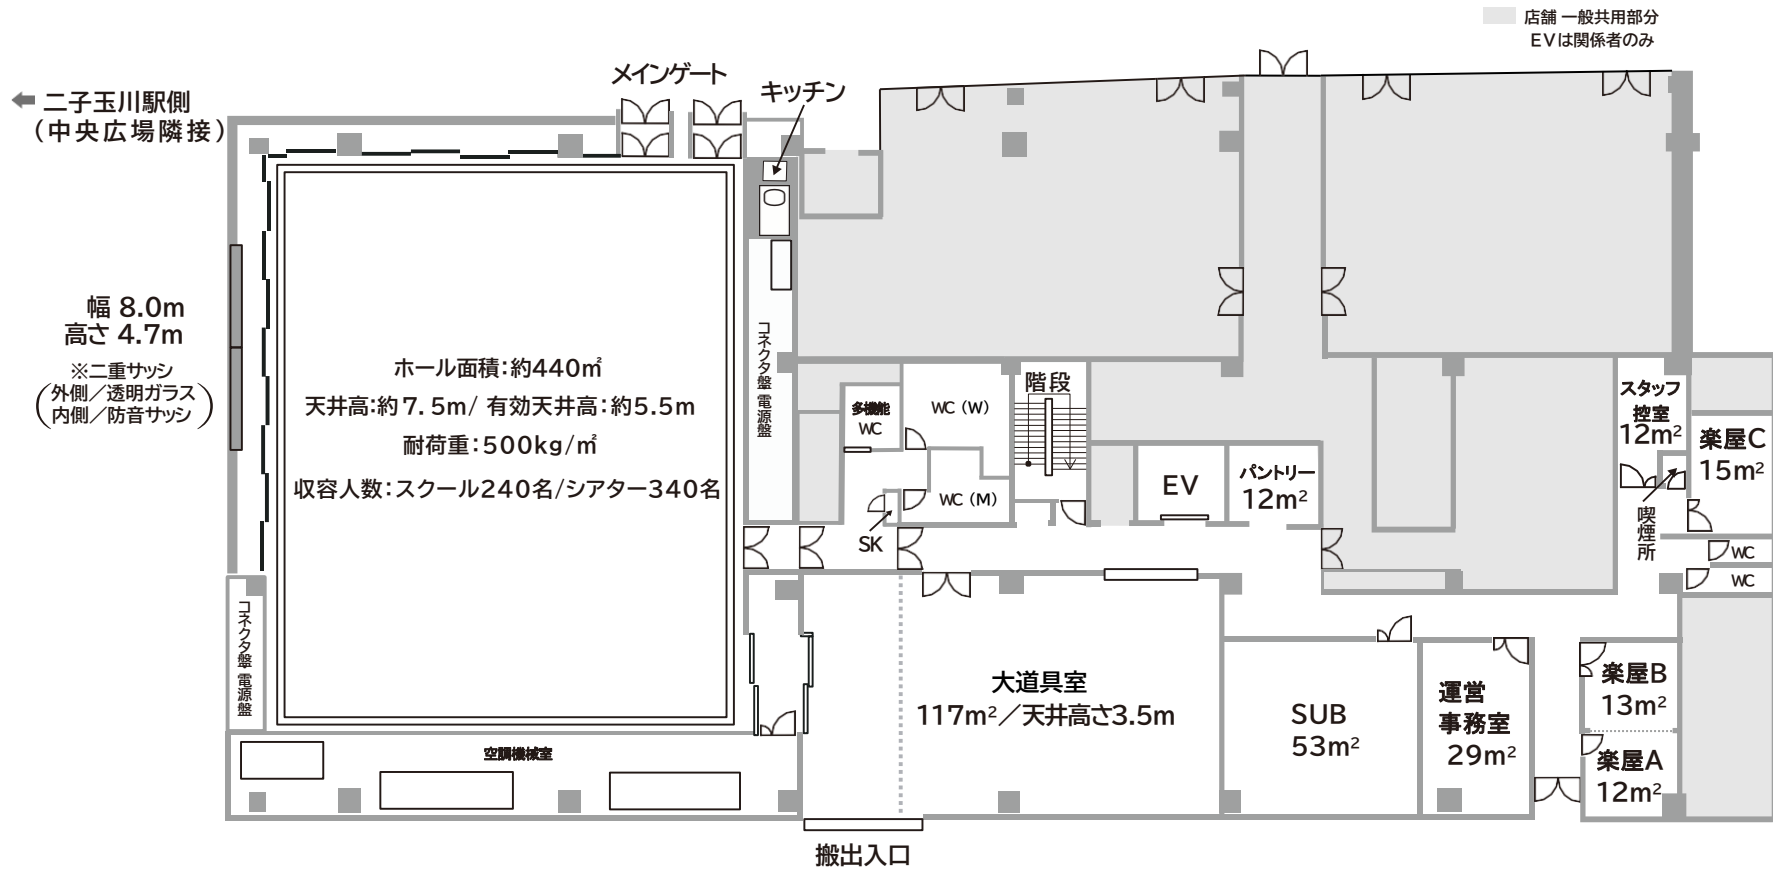 店舗 一般共用部分
EVは関係者のみ
メインゲート
キッチン
二子玉川駅側
(中央広場隣接)
幅 8.0m
高さ 4.7m
※二重サッシ
(外側/透明ガラス
内側/防音サッシ)
ホール面積:約440㎡
天井高:約7.5m/ 有効天井高:約5.5m
耐荷重:500kg/㎡
収容人数:スクール240名/シアター340名
コネクタ盤 電源盤
多機能
WC
WC(W)
WC(M)
SK
階段
EV
パントリー
12m²
スタッフ
控室
12m²
楽屋C
15m²
喫煙所
WC
WC
コネクタ盤 電源盤
空調機械室
大道具室
117m²/天井高さ3.5m
SUB
53m²
運営
事務室
29m²
楽屋B
13m²
楽屋A
12m²
搬出入口